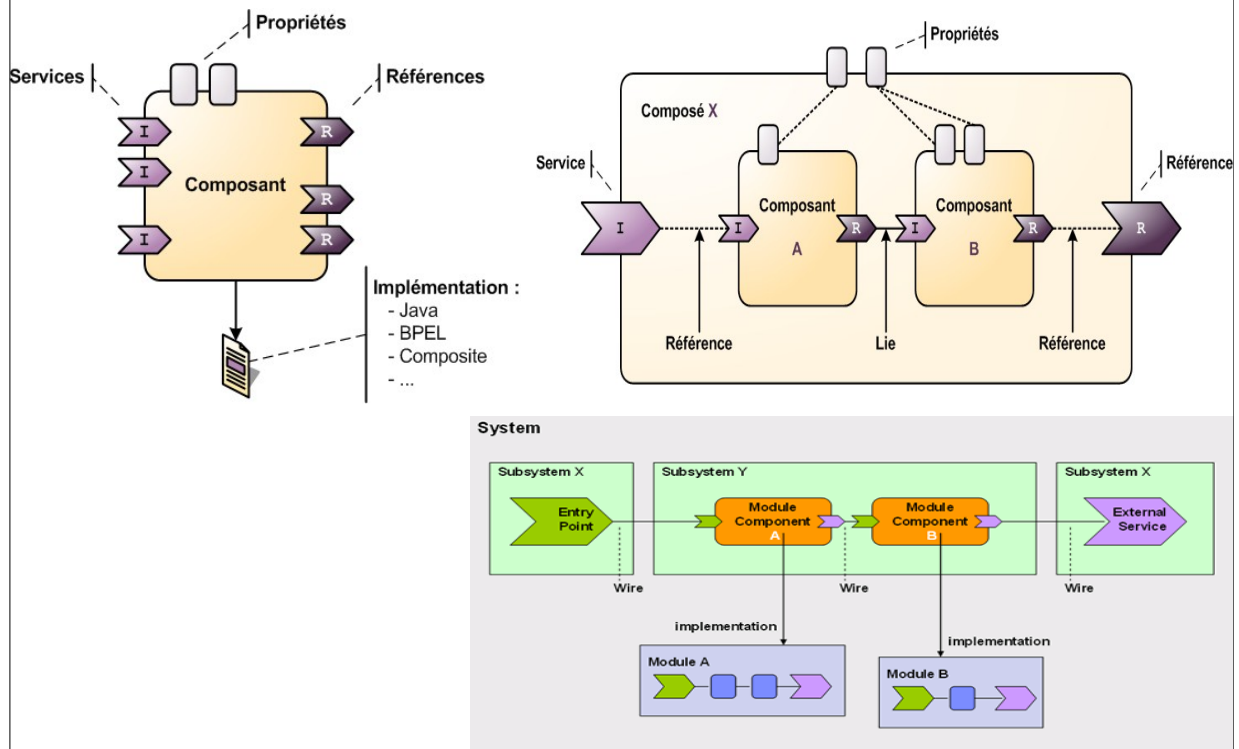 Propriétés
Services
Références
I
R
I
Composant
R
I
R
Implémentation :
- Java
- BPEL
- Composite
- ...
Propriétés
Composé X
Service
Référence
Composant
A
Composant
B
I
I
R
I
R
R
Référence
Lie
Référence
System
Subsystem X
Subsystem Y
Subsystem X
Entry
Point
Module
Component
A
Module
Component
B
External
Service
Wire
Wire
Wire
implementation
implementation
Module A
Module B